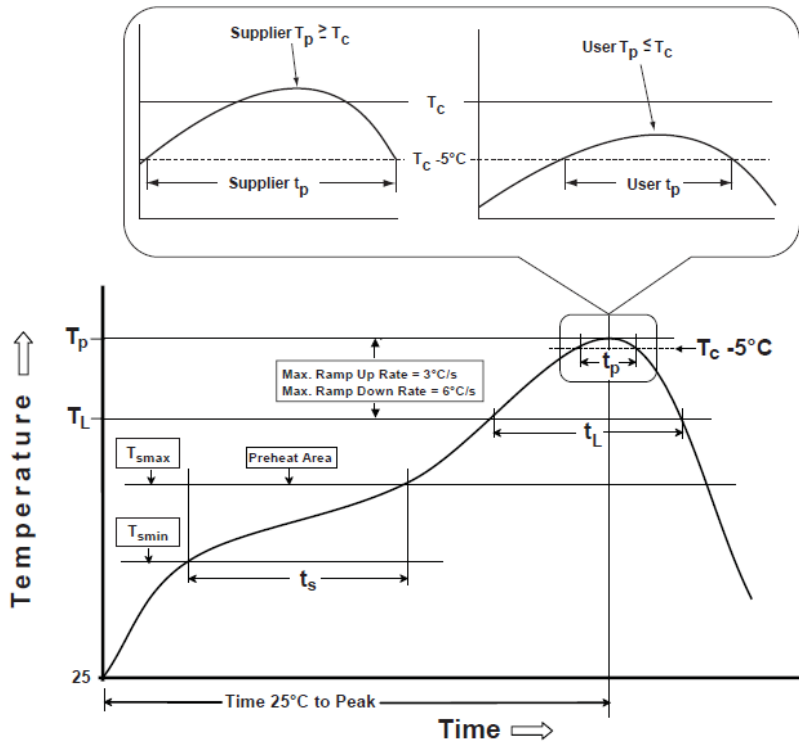 Supplier Tp ≥ Tc
User Tp ≤ Tc
Tc
Tc -5°C
Supplier tp
User tp
Tp
Tc -5°C
tp
Max. Ramp Up Rate = 3°C/s
Max. Ramp Down Rate = 6°C/s
TL
tL
Tsmax
Preheat Area
Tsmin
ts
Temperature
25
Time 25°C to Peak
Time